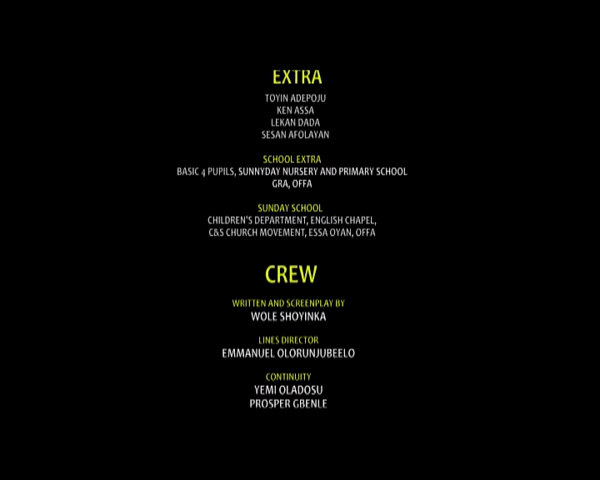 EXTRA
TOYIN ADEPOJU
KEN ASSA
LEKAN DADA
SESAN AFOLAYAN
SCHOOL EXTRA
BASIC 4 PUPILS, SUNNYDAY NURSERY AND PRIMARY SCHOOL
GRA, OFFA
SUNDAY SCHOOL
CHILDREN'S DEPARTMENT, ENGLISH CHAPEL,
C&S CHURCH MOVEMENT, ESSA OYAN, OFFA
CREW
WRITTEN AND SCREENPLAY BY
WOLE SHOYINKA
LINES DIRECTOR
EMMANUEL OLORUNJUBEELO
CONTINUITY
YEMI OLADOSU
PROSPER GBENLE